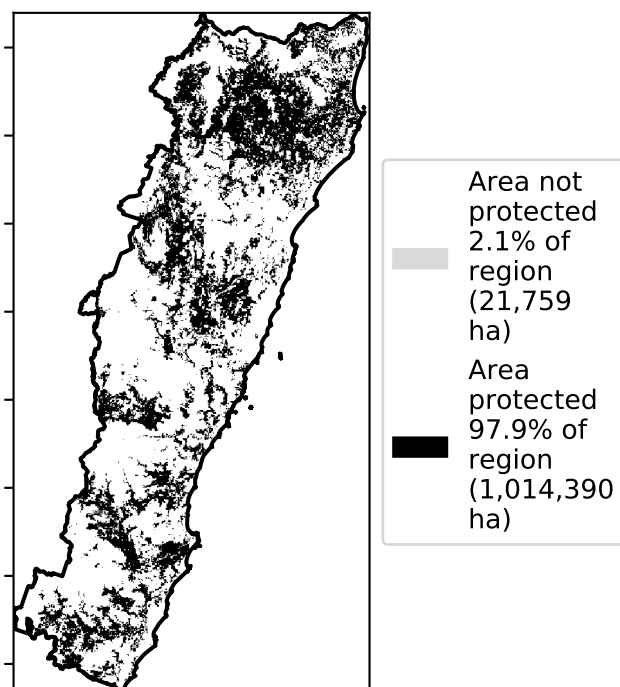 Area not
protected
2.1% of
region
(21,759
ha)
Area
protected
97.9% of
region
(1,014,390
ha)